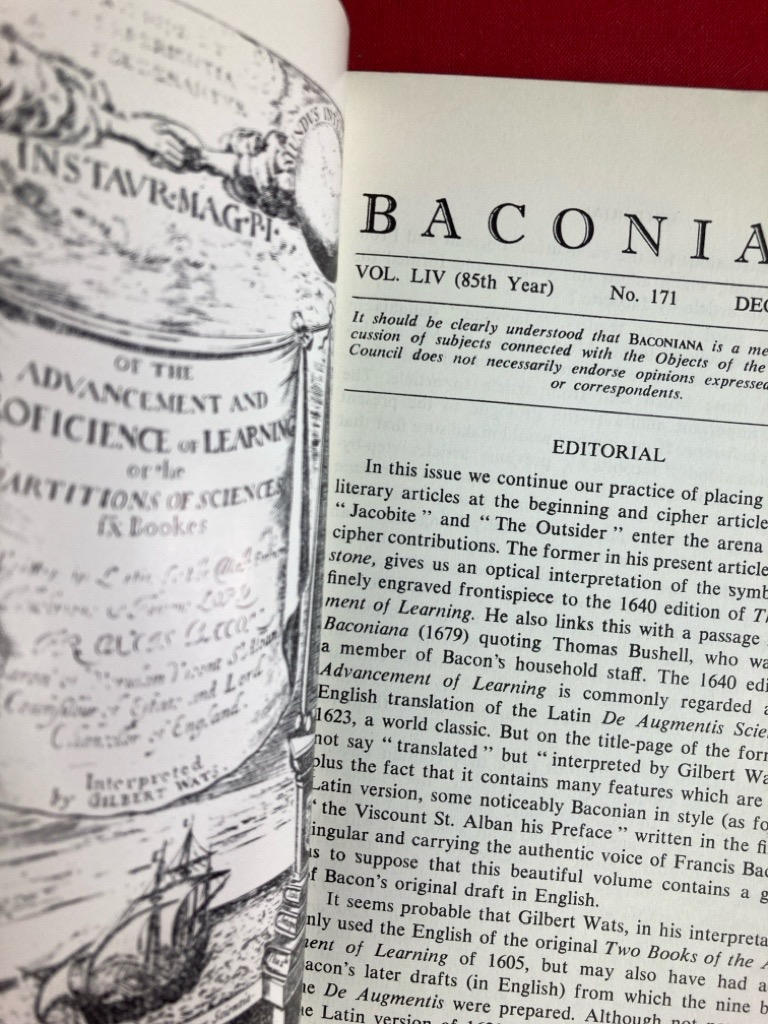 INSTAVR·MAG·P·I·
OF THE
ADVANCEMENT AND
OFICIENCE OF LEARNING
or the
ARTITIONS OF SCIENCES
IX Bookes
Interpreted
by GILBERT WATS
BACONIA
VOL. LIV (85th Year) No. 171 DEC
It should be clearly understood that BACONIANA is a me
cussion of subjects connected with the Objects of the
Council does not necessarily endorse opinions expressed
or correspondents.
EDITORIAL
In this issue we continue our practice of placing
literary articles at the beginning and cipher article
“Jacobite” and “The Outsider” enter the arena
cipher contributions. The former in his present article
stone, gives us an optical interpretation of the symb
finely engraved frontispiece to the 1640 edition of T
ment of Learning. He also links this with a passage
Baconiana (1679) quoting Thomas Bushell, who wa
a member of Bacon's household staff. The 1640 edi
Advancement of Learning is commonly regarded a
English translation of the Latin De Augmentis Scie
1623, a world classic. But on the title-page of the for
not say “translated” but “interpreted by Gilbert Wa
plus the fact that it contains many features which are
Latin version, some noticeably Baconian in style (as fo
“the Viscount St. Alban his Preface” written in the fi
singular and carrying the authentic voice of Francis Bac
us to suppose that this beautiful volume contains a g
of Bacon's original draft in English.
It seems probable that Gilbert Wats, in his interpreta
only used the English of the original Two Books of the A
ment of Learning of 1605, but may also have had a
acon's later drafts (in English) from which the nine b
he De Augmentis were prepared. Although not
he Latin version of